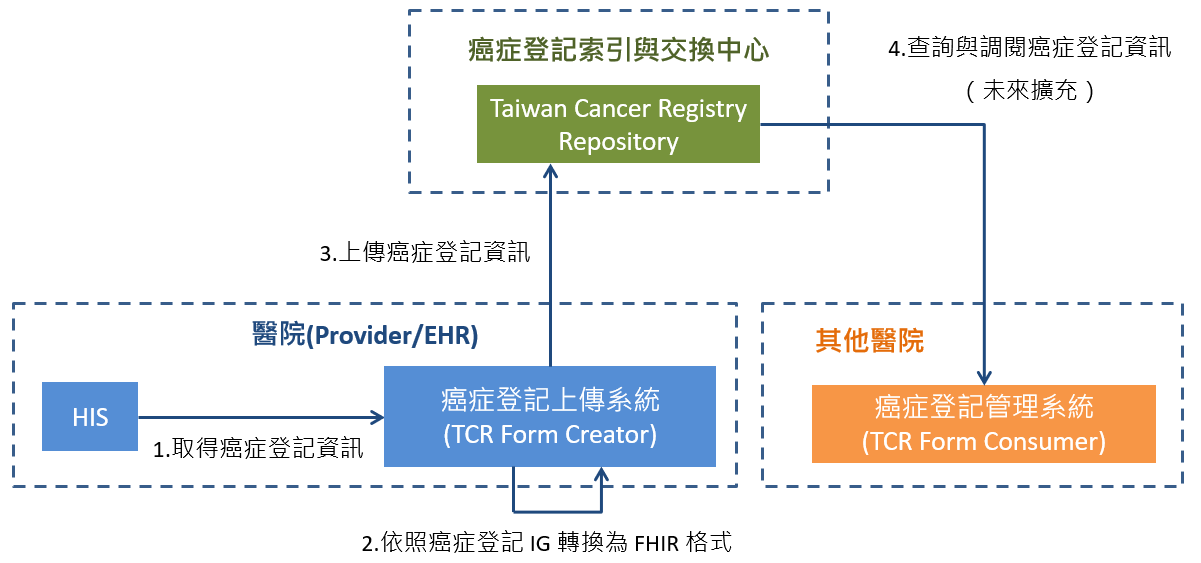 癌症登記索引與交換中心
Taiwan Cancer Registry
Repository
4.查詢與調閱癌症登記資訊
（未來擴充）
3.上傳癌症登記資訊
醫院(Provider/EHR)
HIS
1.取得癌症登記資訊
癌症登記上傳系統
(TCR Form Creator)
2.依照癌症登記 IG 轉換為 FHIR 格式
其他醫院
癌症登記管理系統
(TCR Form Consumer)